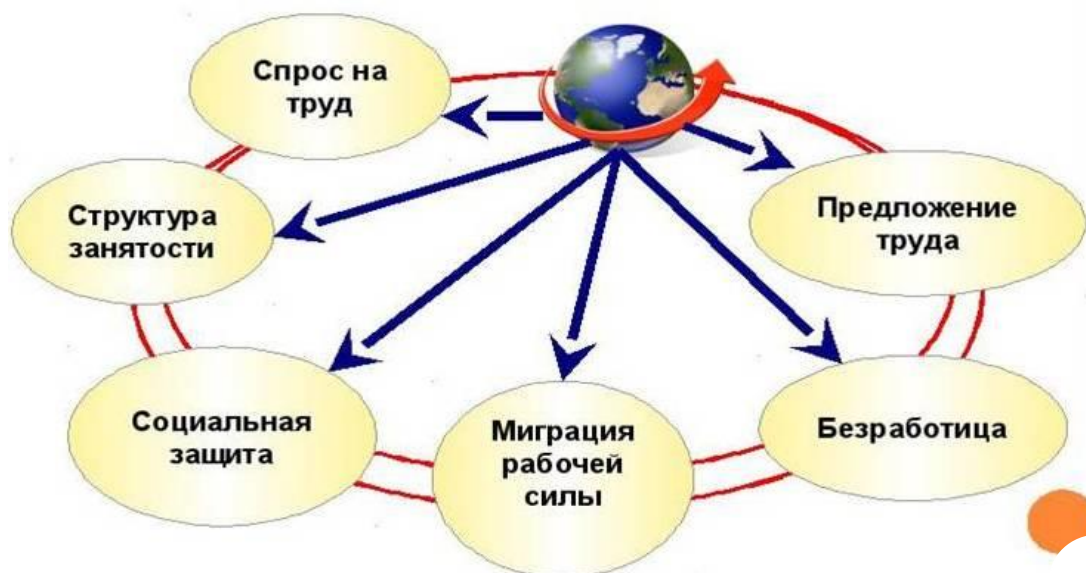 Спрос на
труд
Структура
занятости
Предложение
труда
Социальная
защита
Миграция
рабочей
силы
Безработица